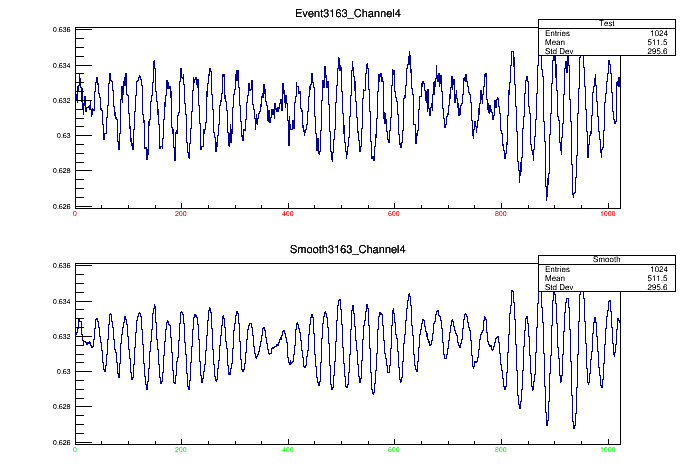 Event3163_Channel4
Test
Entries 1024
Mean 511.5
Std Dev 295.6
0.636
0.634
0.632
0.63
0.628
0.626
0 200 400 600 800 1000
Smooth3163_Channel4
Smooth
Entries 1024
Mean 511.5
Std Dev 295.6
0.636
0.634
0.632
0.63
0.628
0.626
0 200 400 600 800 1000